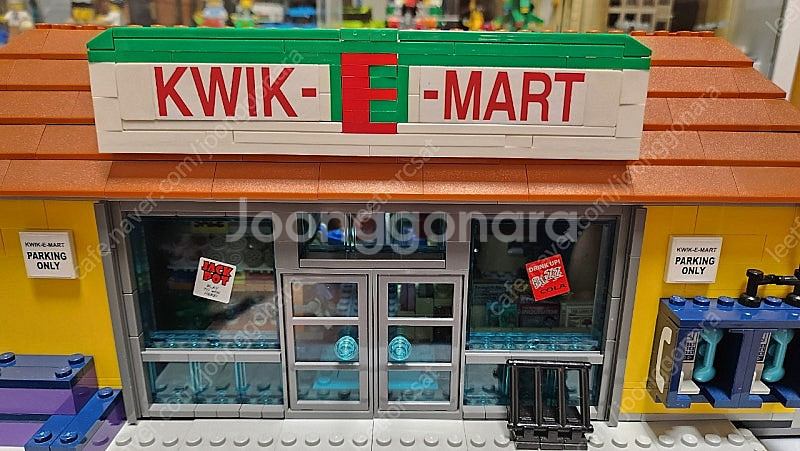 KWIK-E-MART
Joonggonara
KWIK-E-MART
PARKING
ONLY
JACK
POT
DRINK UP!
BUZZ
COLA
KWIK-E-MART
PARKING
ONLY